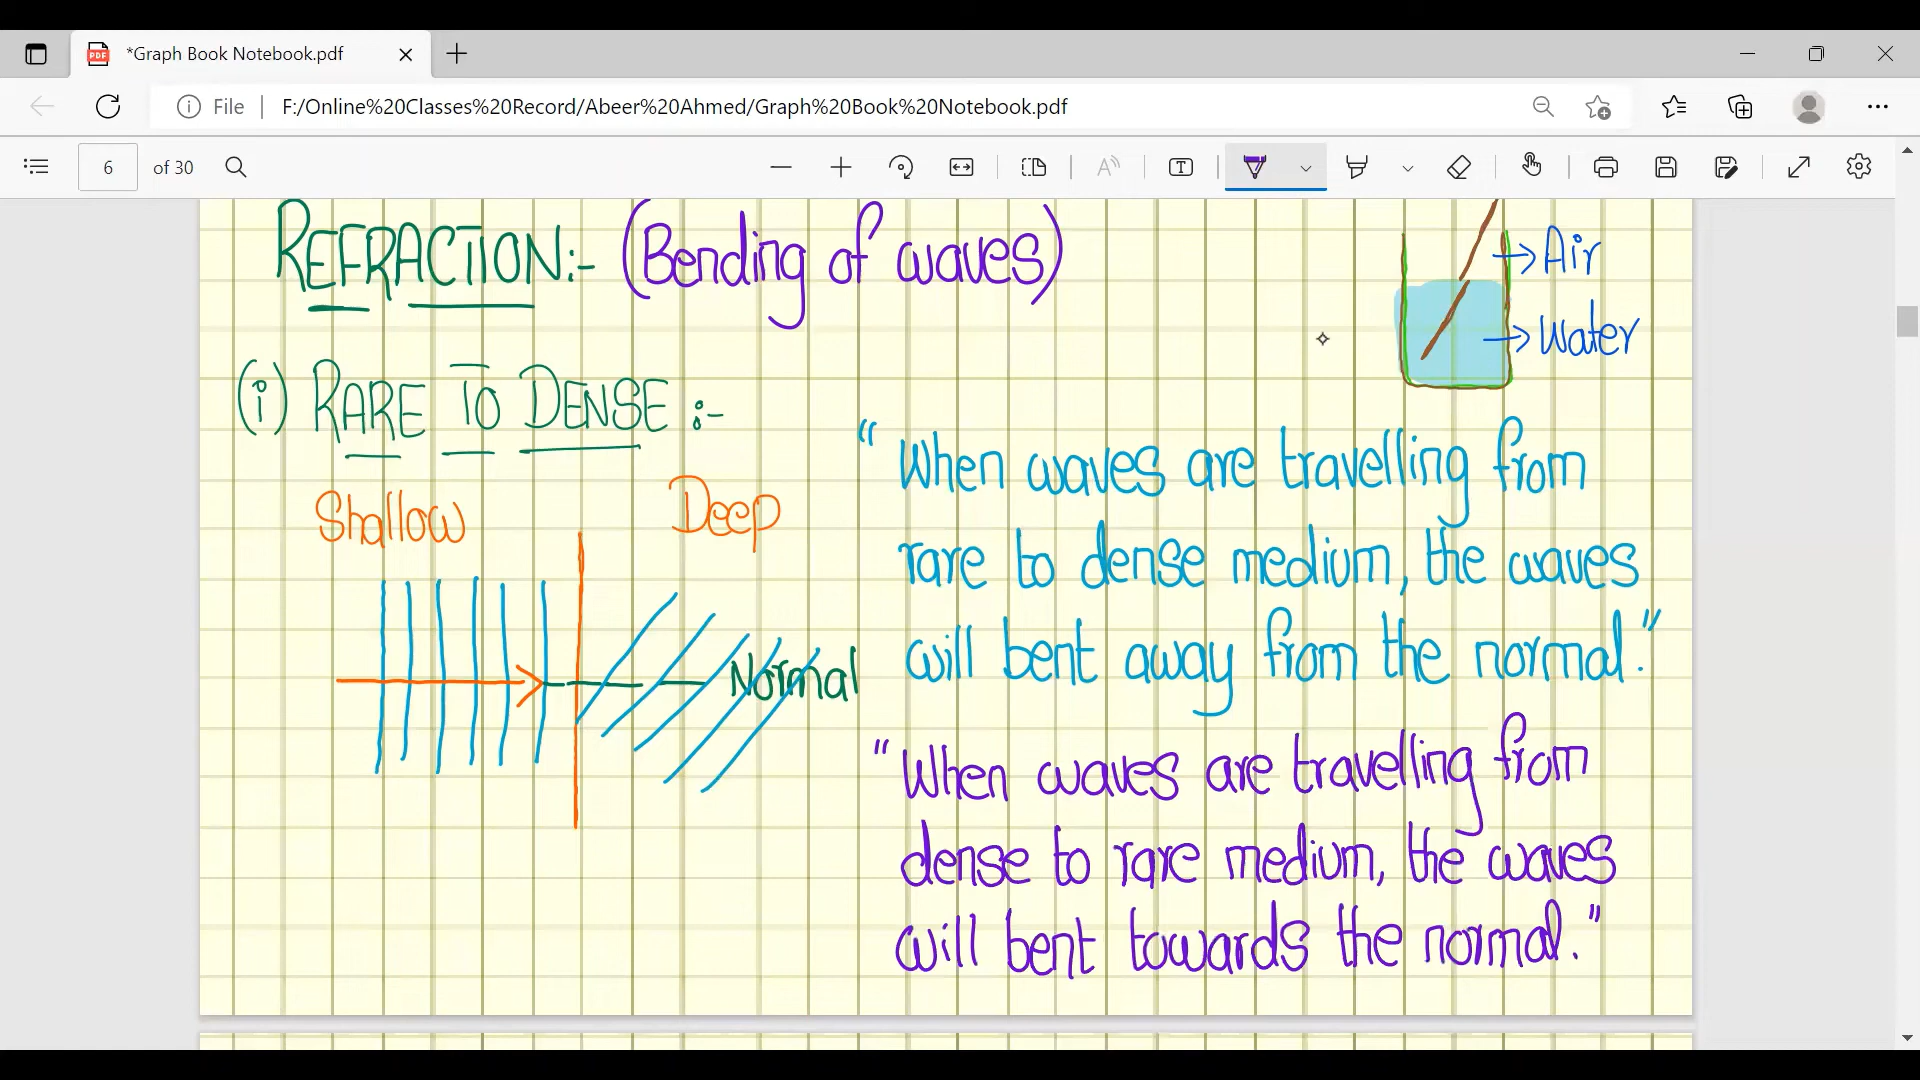 *Graph Book Notebook.pdf
File
F:/Online%20Classes%20Record/Abeer%20Ahmed/Graph%20Book%20Notebook.pdf
6 of 30
REFRACTION:- (Bending of waves)
Air
Water
(i) RARE TO DENSE :-
Shallow
Deep
Normal
"When waves are travelling from
rare to dense medium, the waves
will bent away from the normal."
"When waves are travelling from
dense to rare medium, the waves
will bent towards the normal."